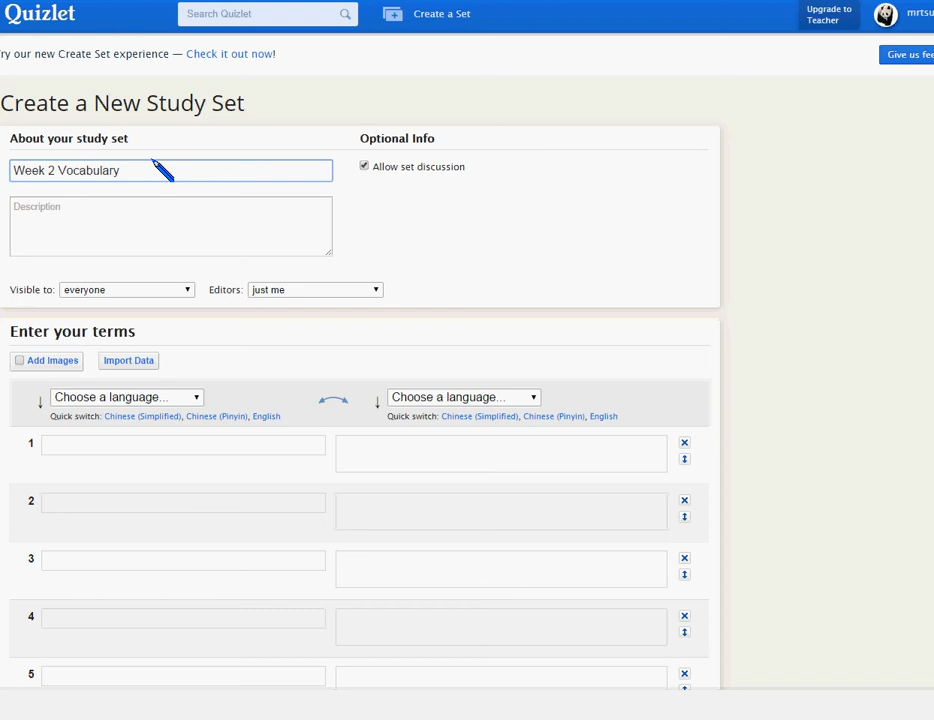 Quizlet
Search Quizlet
Create a Set
Upgrade to
Teacher
mrtsu
ry our new Create Set experience — Check it out now!
Give us fee
Create a New Study Set
About your study set
Optional Info
Week 2 Vocabulary
Allow set discussion
Description
Visible to: everyone
Editors: just me
Enter your terms
Add Images
Import Data
Choose a language...
Choose a language...
Quick switch: Chinese (Simplified), Chinese (Pinyin), English
Quick switch: Chinese (Simplified), Chinese (Pinyin), English
1
2
3
4
5